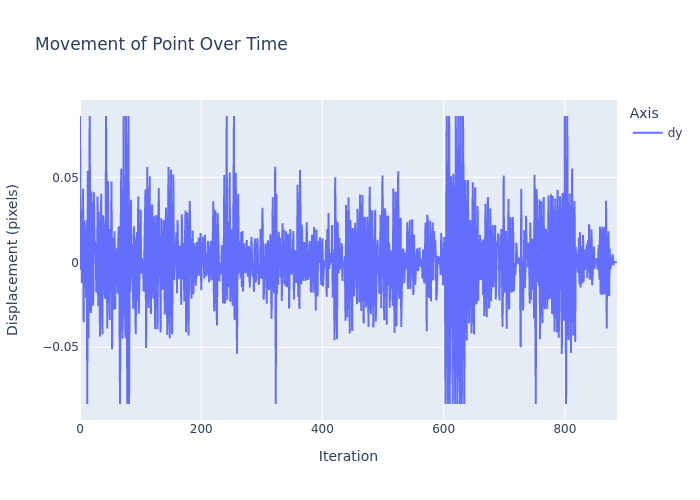 Movement of Point Over Time
Axis
dy
0.05
0
−0.05
Displacement (pixels)
0
200
400
600
800
Iteration